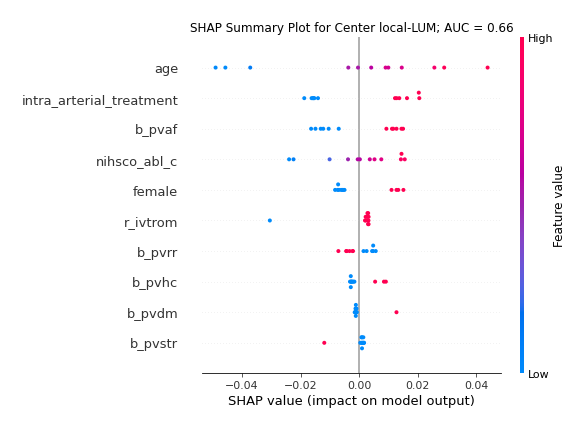 SHAP Summary Plot for Center local-LUM; AUC = 0.66
High
age
intra_arterial_treatment
b_pvaf
nihsco_abl_c
female
r_ivtrom
b_pvrr
b_pvhc
b_pvdm
b_pvstr
Feature value
Low
−0.04 −0.02 0.00 0.02 0.04
SHAP value (impact on model output)